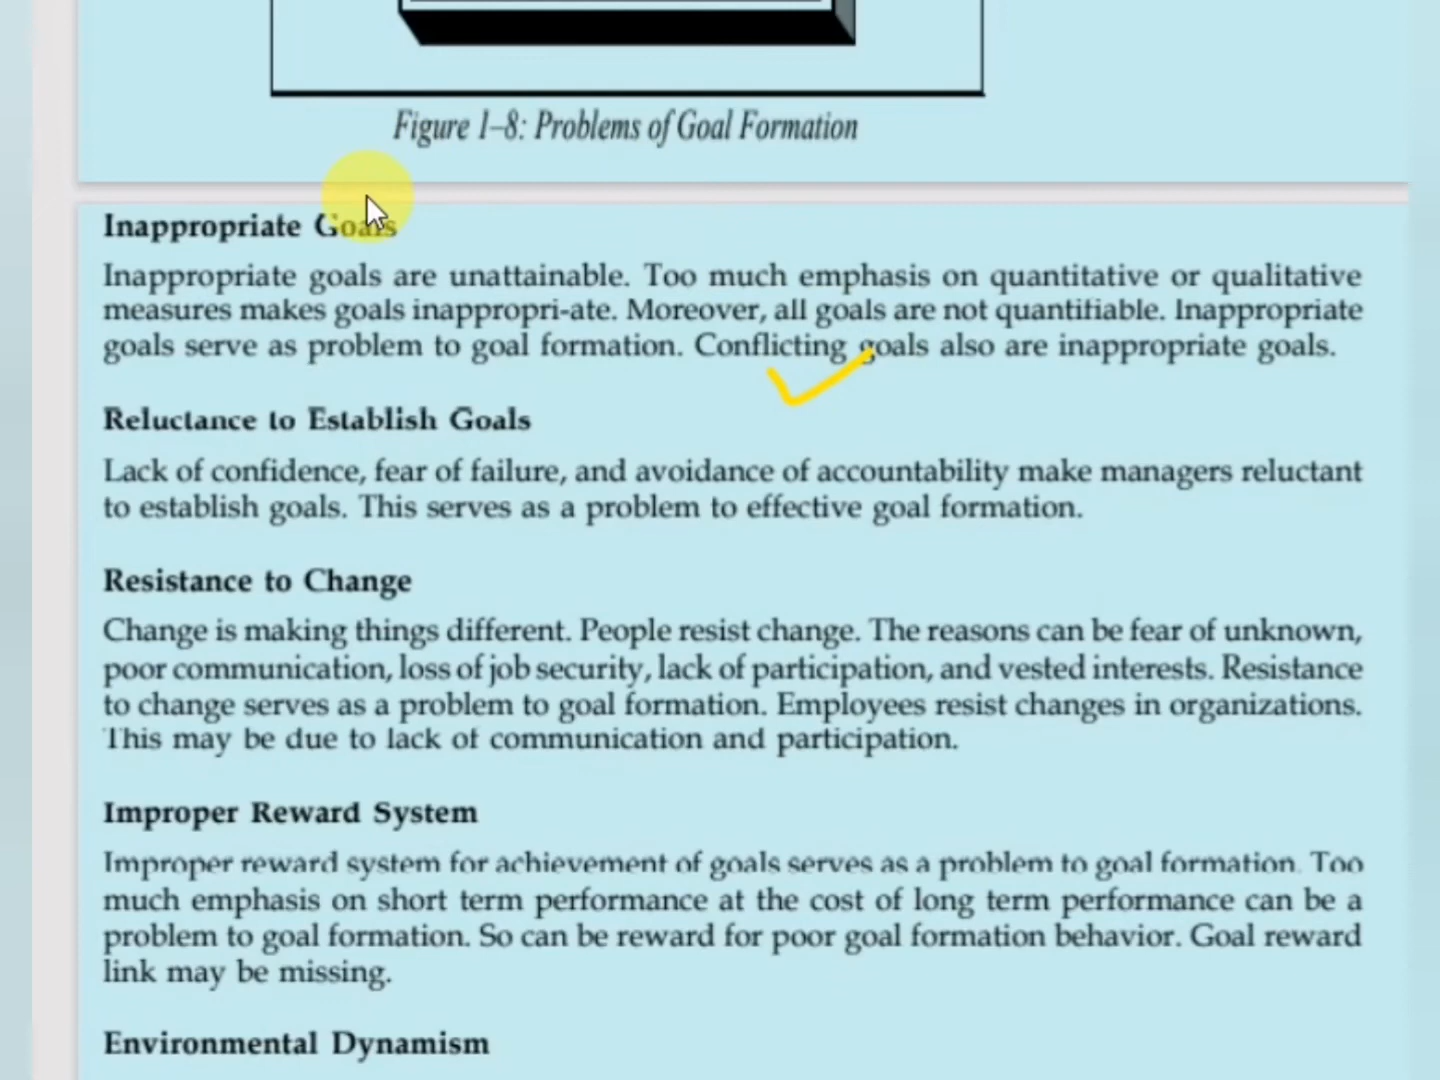 Figure 1–8: Problems of Goal Formation
Inappropriate Goals
Inappropriate goals are unattainable. Too much emphasis on quantitative or qualitative
measures makes goals inappropri-ate. Moreover, all goals are not quantifiable. Inappropriate
goals serve as problem to goal formation. Conflicting goals also are inappropriate goals.
Reluctance to Establish Goals
Lack of confidence, fear of failure, and avoidance of accountability make managers reluctant
to establish goals. This serves as a problem to effective goal formation.
Resistance to Change
Change is making things different. People resist change. The reasons can be fear of unknown,
poor communication, loss of job security, lack of participation, and vested interests. Resistance
to change serves as a problem to goal formation. Employees resist changes in organizations.
This may be due to lack of communication and participation.
Improper Reward System
Improper reward system for achievement of goals serves as a problem to goal formation. Too
much emphasis on short term performance at the cost of long term performance can be a
problem to goal formation. So can be reward for poor goal formation behavior. Goal reward
link may be missing.
Environmental Dynamism